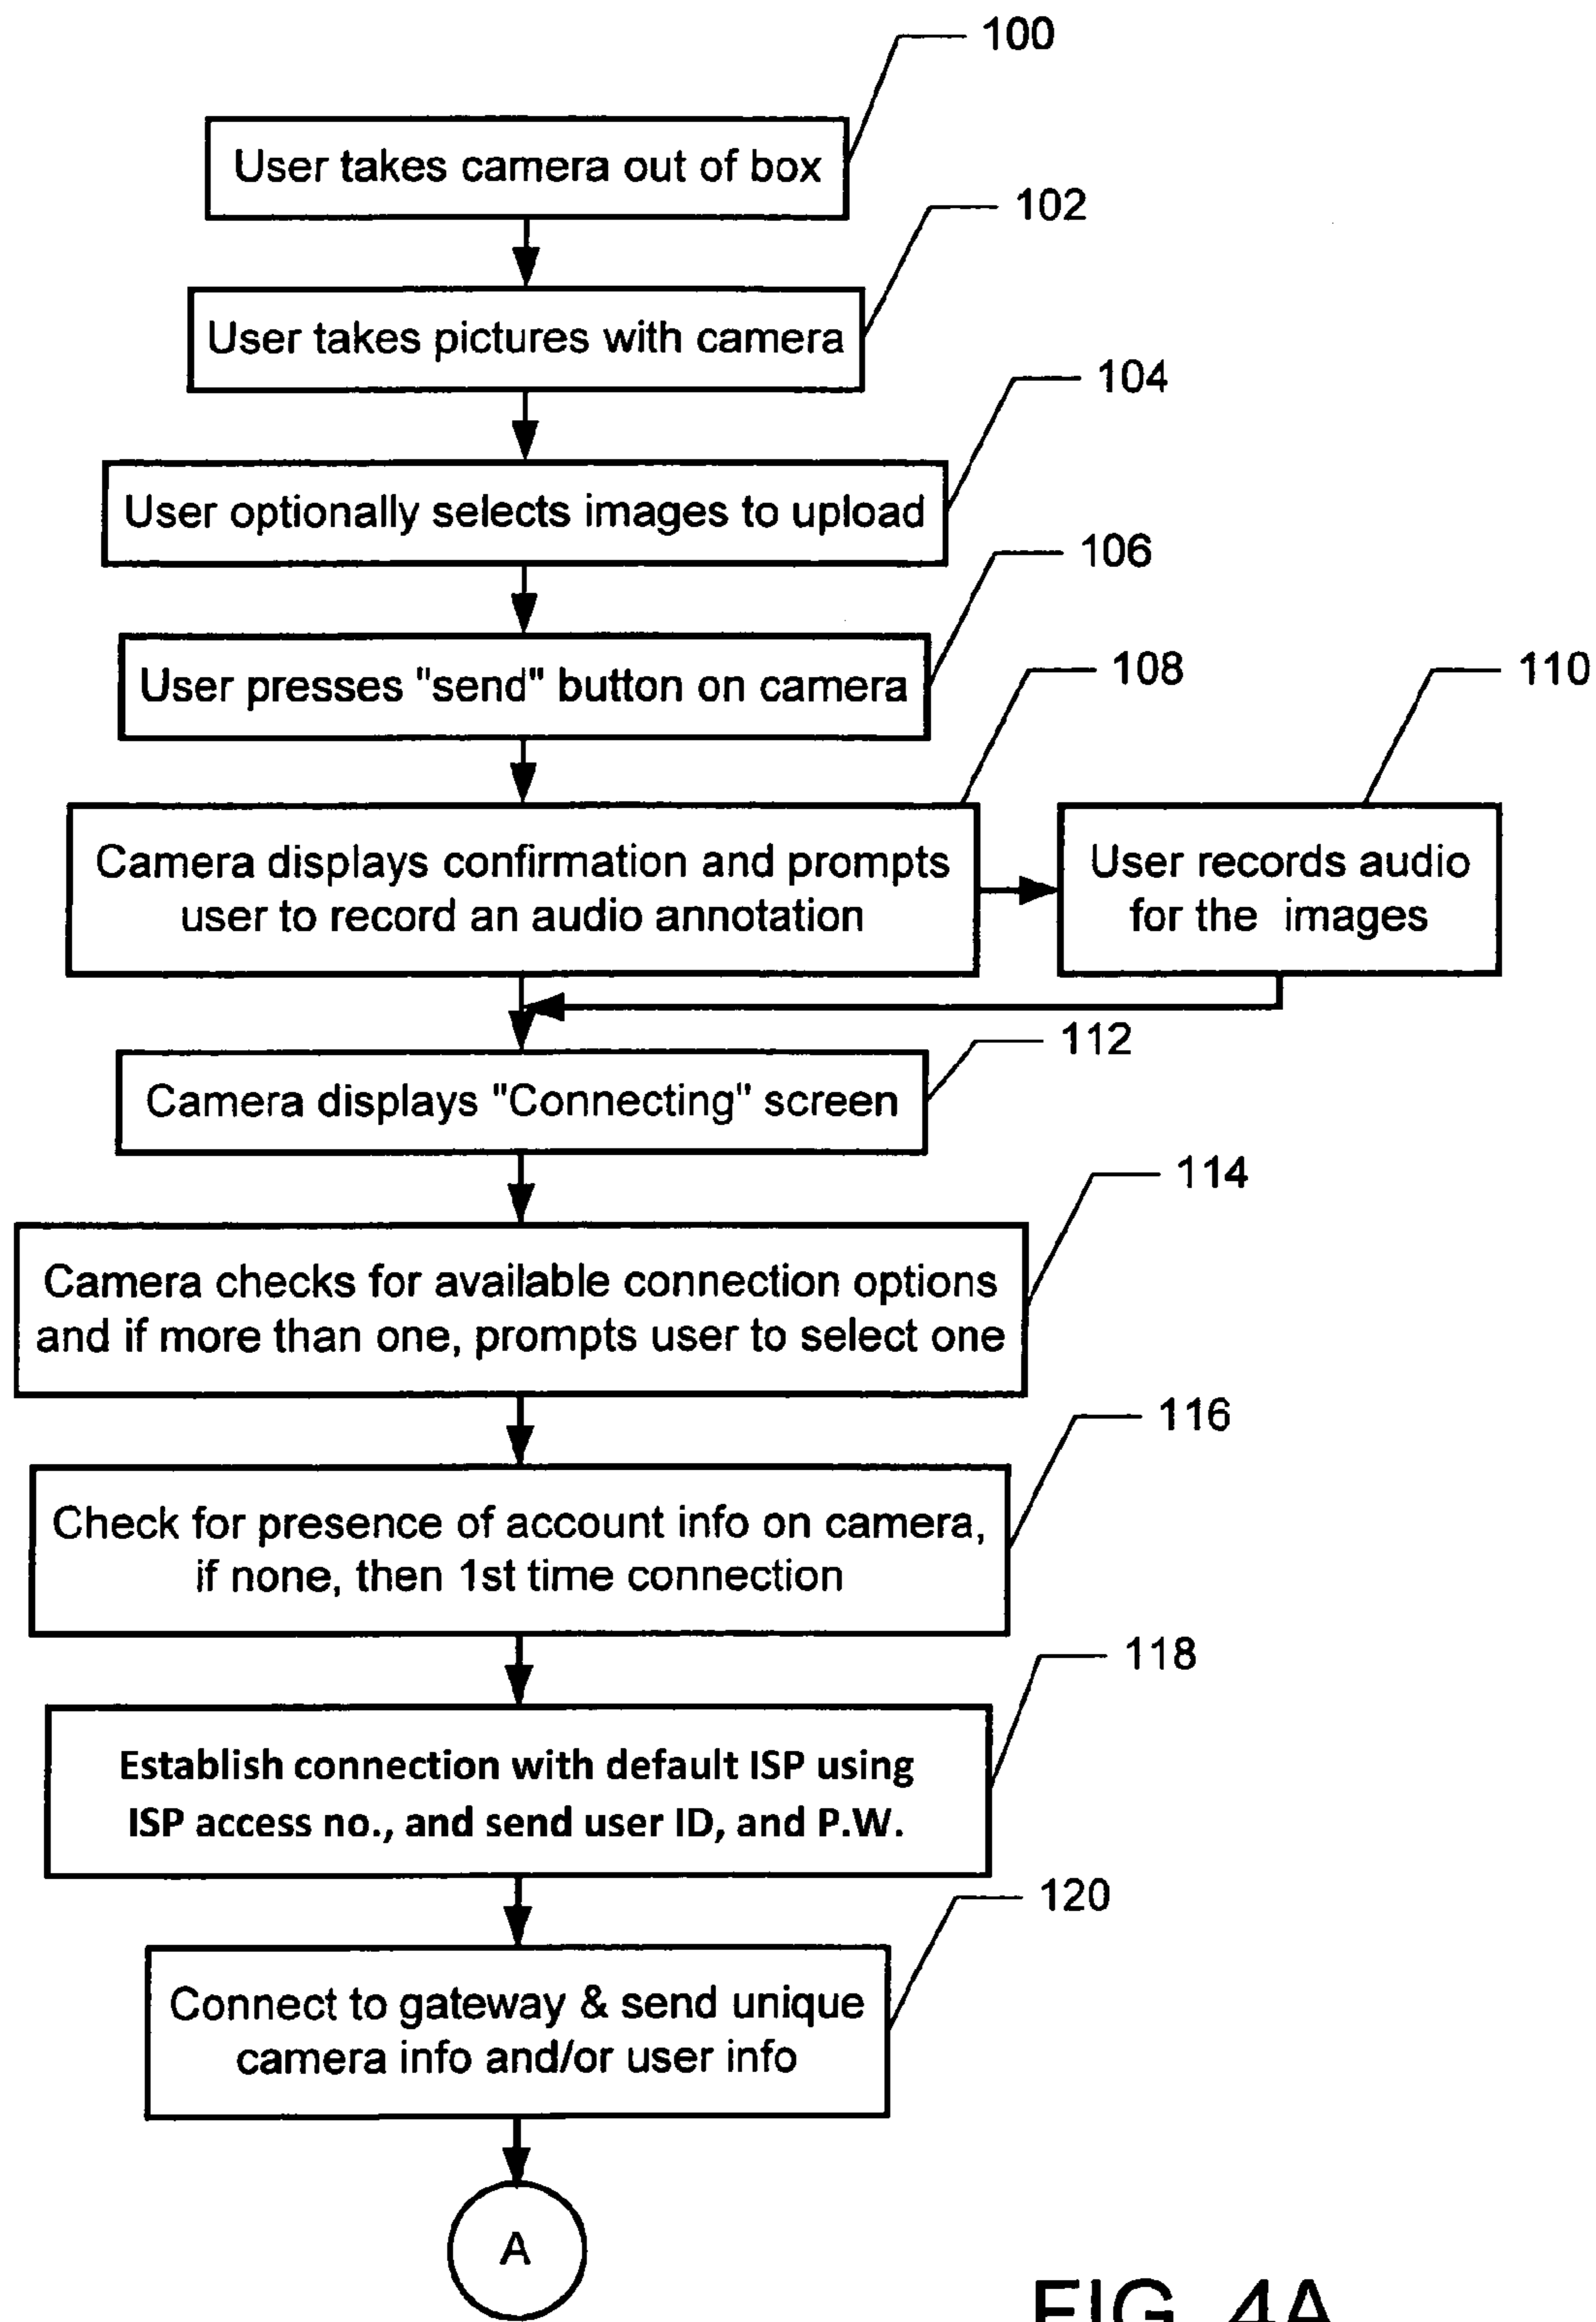 100
User takes camera out of box
102
User takes pictures with camera
104
User optionally selects images to upload
106
User presses "send" button on camera
108
110
Camera displays confirmation and prompts
user to record an audio annotation
User records audio
for the images
112
Camera displays "Connecting" screen
114
Camera checks for available connection options
and if more than one, prompts user to select one
116
Check for presence of account info on camera,
if none, then 1st time connection
118
Establish connection with default ISP using
ISP access no., and send user ID, and P.W.
120
Connect to gateway & send unique
camera info and/or user info
A
FIG. 4A